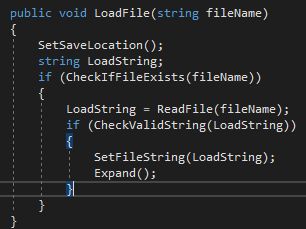 public void LoadFile(string fileName)
{
    SetSaveLocation();
    string LoadString;
    if (CheckIfFileExists(fileName))
    {
        LoadString = ReadFile(fileName);
        if (CheckValidString(LoadString))
        {
            SetFileString(LoadString);
            Expand();
        }
    }
}